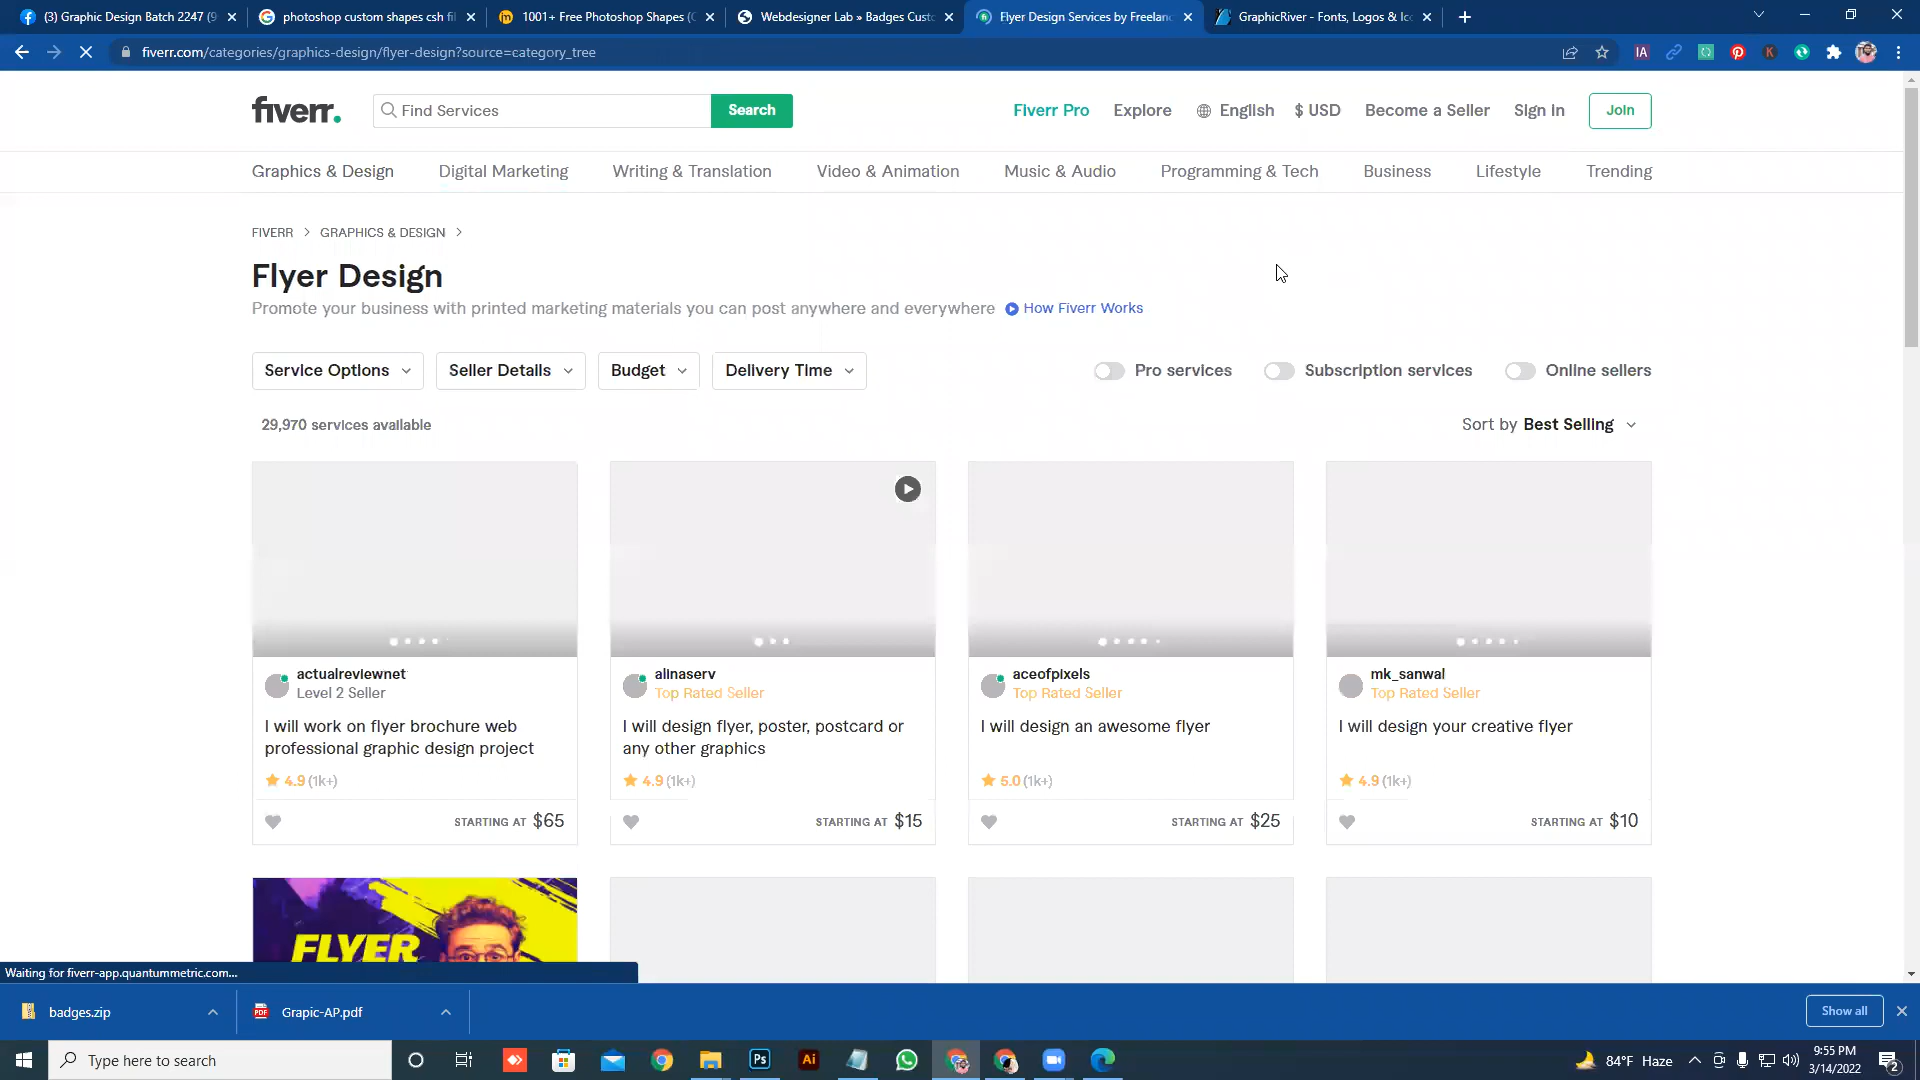 (3) Graphic Design Batch 2247 (9
photoshop custom shapes csh fil
1001+ Free Photoshop Shapes (C
Webdesigner Lab » Badges Custo
Flyer Design Services by Freelanc
GraphicRiver - Fonts, Logos & Ic
fiverr.com/categories/graphics-design/flyer-design?source=category_tree
fiverr.
Find Services
Search
Fiverr Pro
Explore
English
$ USD
Become a Seller
Sign in
Join
Graphics & Design
Digital Marketing
Writing & Translation
Video & Animation
Music & Audio
Programming & Tech
Business
Lifestyle
Trending
FIVERR > GRAPHICS & DESIGN >
Flyer Design
Promote your business with printed marketing materials you can post anywhere and everywhere How Fiverr Works
Service Options
Seller Details
Budget
Delivery Time
Pro services
Subscription services
Online sellers
29,970 services available
Sort by Best Selling
actualreviewnet
Level 2 Seller
I will work on flyer brochure web
professional graphic design project
4.9 (1k+)
STARTING AT $65
alinaserv
Top Rated Seller
I will design flyer, poster, postcard or
any other graphics
4.9 (1k+)
STARTING AT $15
aceofpixels
Top Rated Seller
I will design an awesome flyer
5.0 (1k+)
STARTING AT $25
mk_sanwal
Top Rated Seller
I will design your creative flyer
4.9 (1k+)
STARTING AT $10
FLYER
Waiting for fiverr-app.quantummetric.com...
badges.zip
Grapic-AP.pdf
Show all
Type here to search
Ps
Ai
84°F Haze
9:55 PM
3/14/2022
2